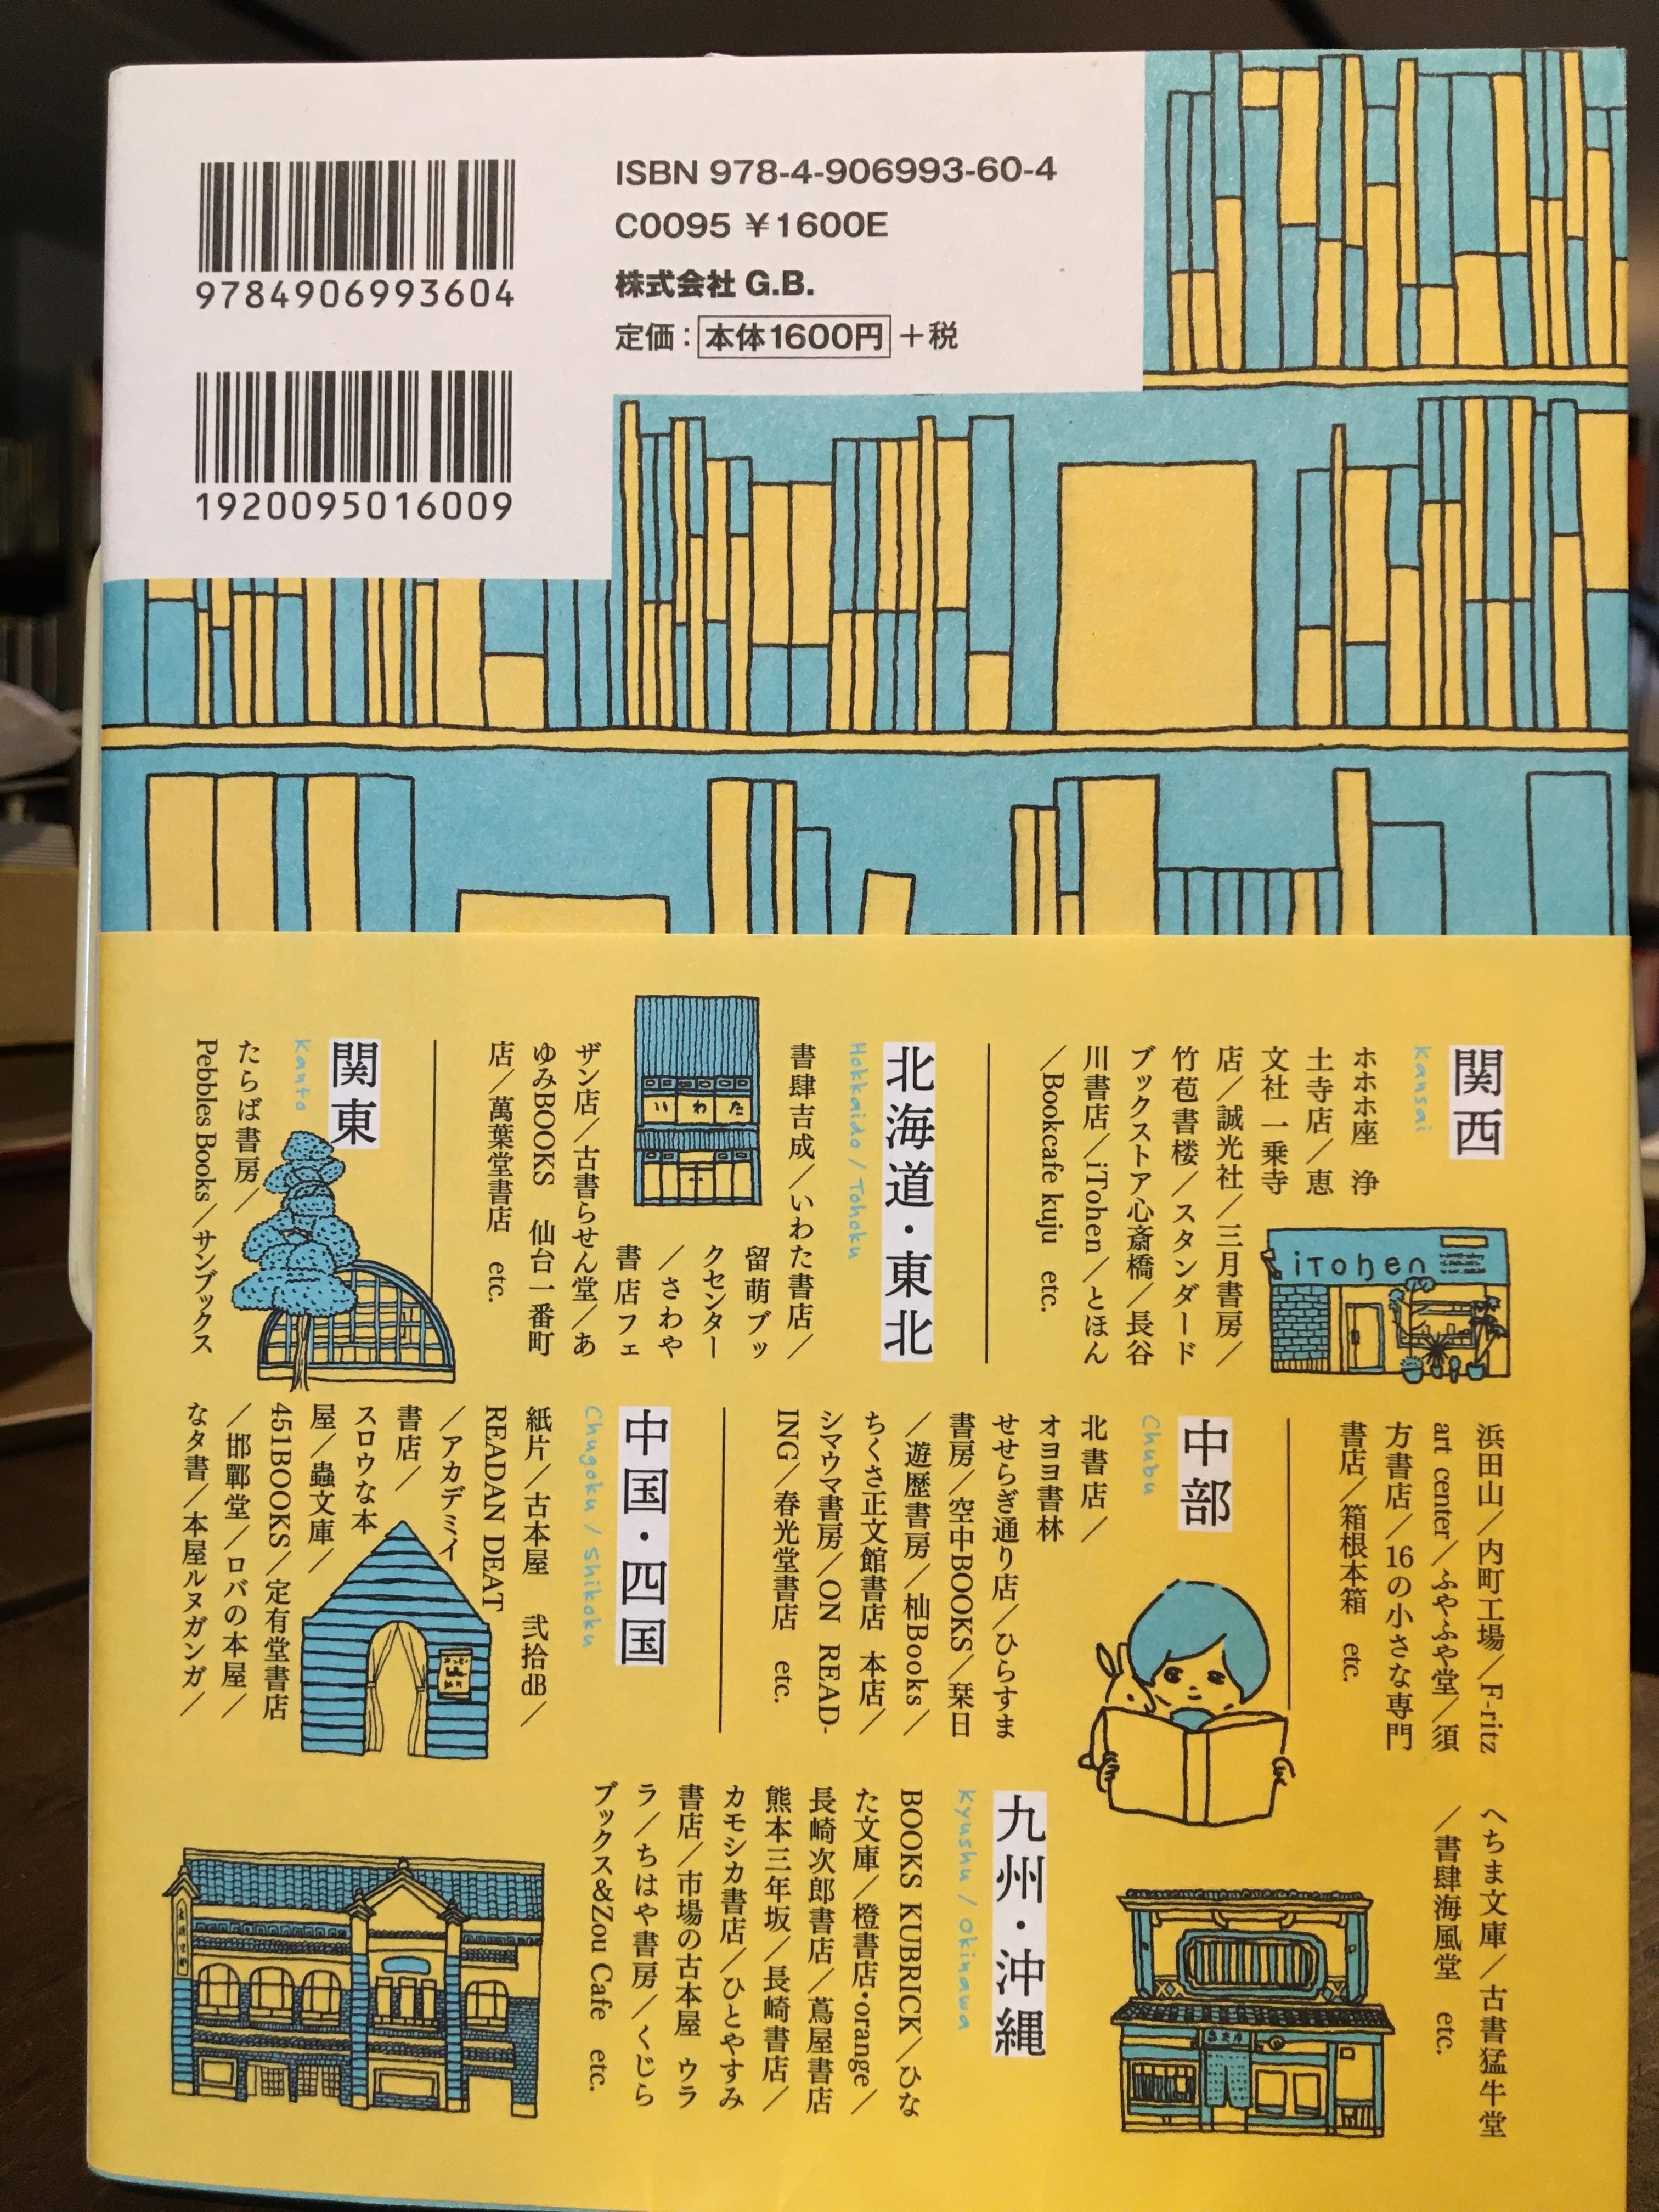 ISBN 978-4-906993-60-4
C0095 ¥1600E
株式会社 G.B.
定価：本体1600円＋税
9784906993604
1920095016009
関西
Kansai
ホホホ座 浄
土寺店／恵
文社 一乗寺
店／誠光社／三月書房／
竹苞書楼／スタンダード
ブックストア心斎橋／長谷
川書店／iTohen／とほん
／Bookcafe kuju etc.
iTohen
北海道・東北
Hokkaido / Tohoku
書肆吉成／いわた書店／
留萌ブッ
クセンター
／さわや
書店フェ
ザン店／古書らせん堂／あ
ゆみBOOKS 仙台一番町
店／萬葉堂書店 etc.
いわた
関東
Kanto
たらば書房／
Pebbles Books／サンブックス
浜田山／内町工場／F-ritz
art center／ふやふや堂／須
方書店／16の小さな専門
書店／箱根本箱 etc.
中部
Chubu
北書店／
オヨヨ書林
せせらぎ通り店／ひらすま
書房／空中BOOKS／栞日
／遊歴書房／杣Books／
ちくさ正文館書店 本店／
シマウマ書房／ON READ-
ING／春光堂書店 etc.
中国・四国
Chugoku / Shikoku
紙片／古本屋 弐拾dB／
READAN DEAT
／アカデミイ
書店／
スロウな本
屋／蟲文庫／
451BOOKS／定有堂書店
／邯鄲堂／ロバの本屋／
なタ書／本屋ルヌガンガ／
へちま文庫／古書猛牛堂
／書肆海風堂 etc.
九州・沖縄
Kyushu / Okinawa
BOOKS KUBRICK／ひな
た文庫／橙書店・orange／
長崎次郎書店／蔦屋書店
熊本三年坂／長崎書店／
カモシカ書店／ひとやすみ
書店／市場の古本屋 ウラ
ラ／ちはや書房／くじら
ブックス&Zou Cafe etc.